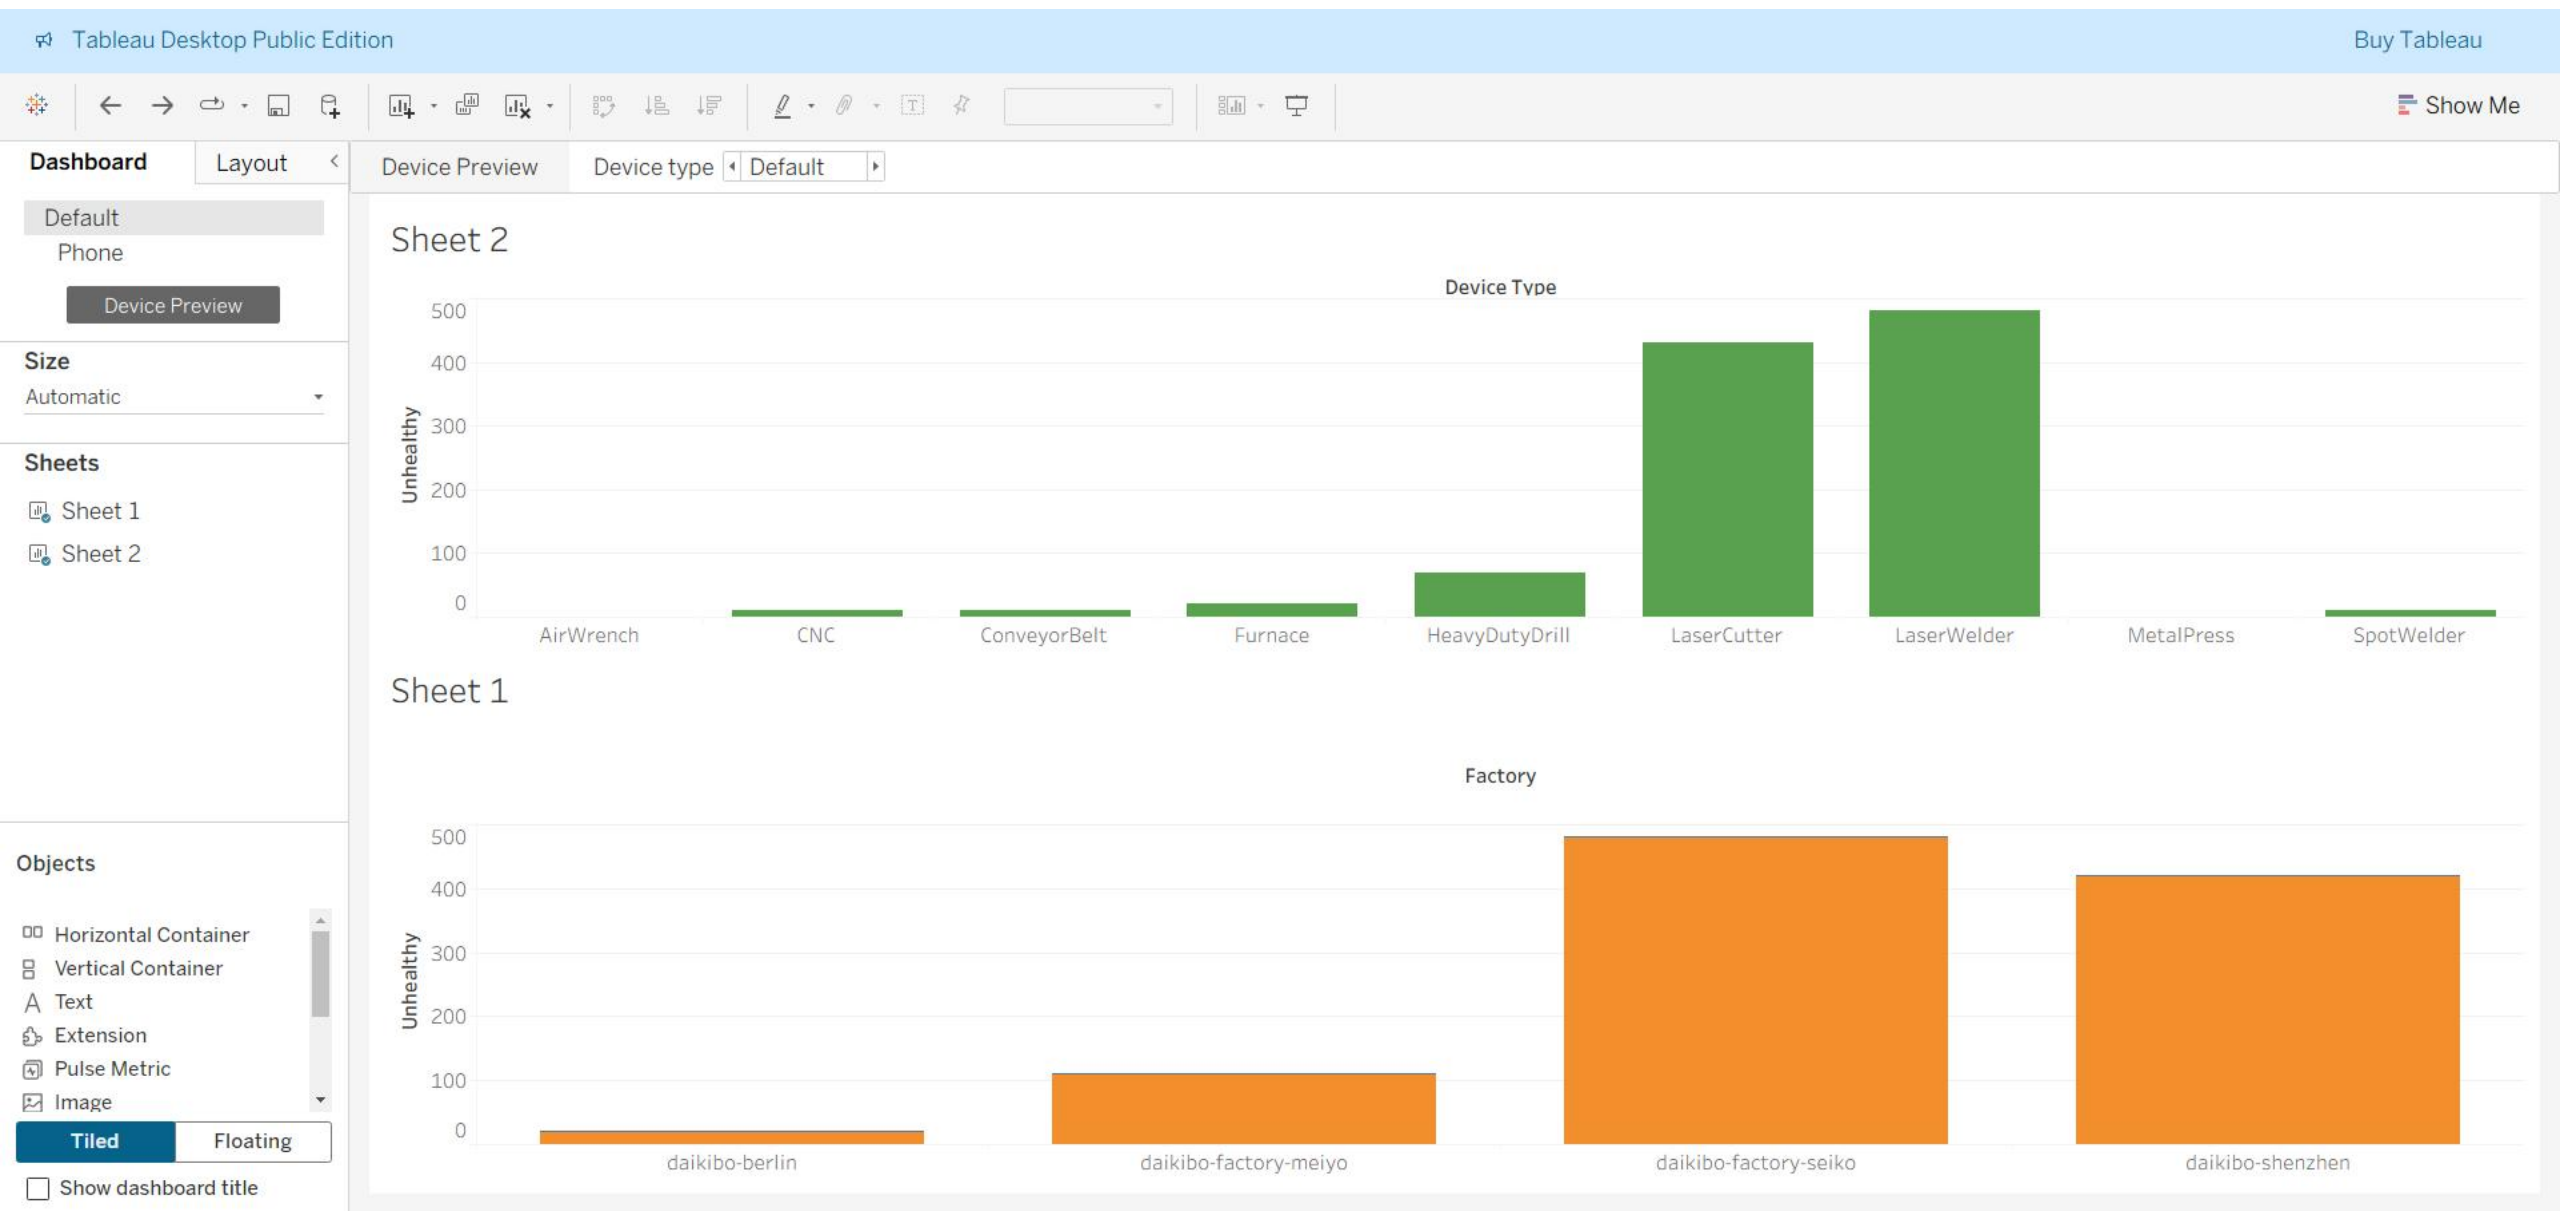 Tableau Desktop Public Edition
Buy Tableau
Show Me
Dashboard
Layout
Device Preview
Device type
Default
Default
Phone
Device Preview
Size
Automatic
Sheets
Sheet 1
Sheet 2
Objects
Horizontal Container
Vertical Container
Text
Extension
Pulse Metric
Image
Tiled
Floating
Show dashboard title
Sheet 2
Device Type
Unhealthy
500
400
300
200
100
0
AirWrench
CNC
ConveyorBelt
Furnace
HeavyDutyDrill
LaserCutter
LaserWelder
MetalPress
SpotWelder
Sheet 1
Factory
Unhealthy
500
400
300
200
100
0
daikibo-berlin
daikibo-factory-meiyo
daikibo-factory-seiko
daikibo-shenzhen